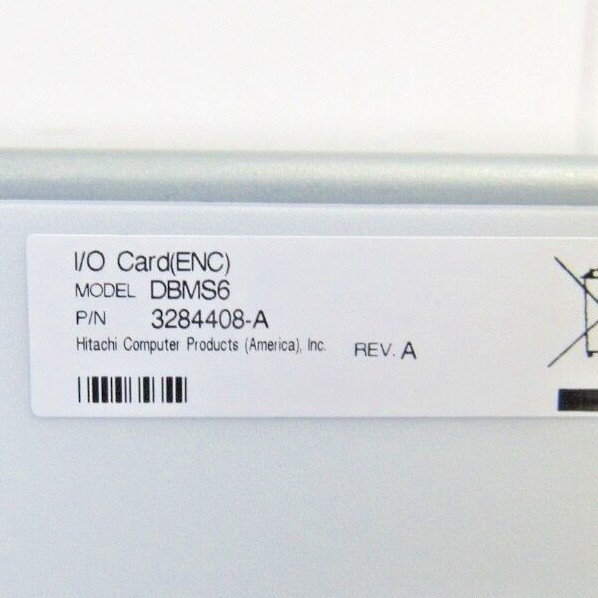 I/O Card(ENC)
MODEL DBMS6
P/N 3284408-A
Hitachi Computer Products (America), Inc. REV. A